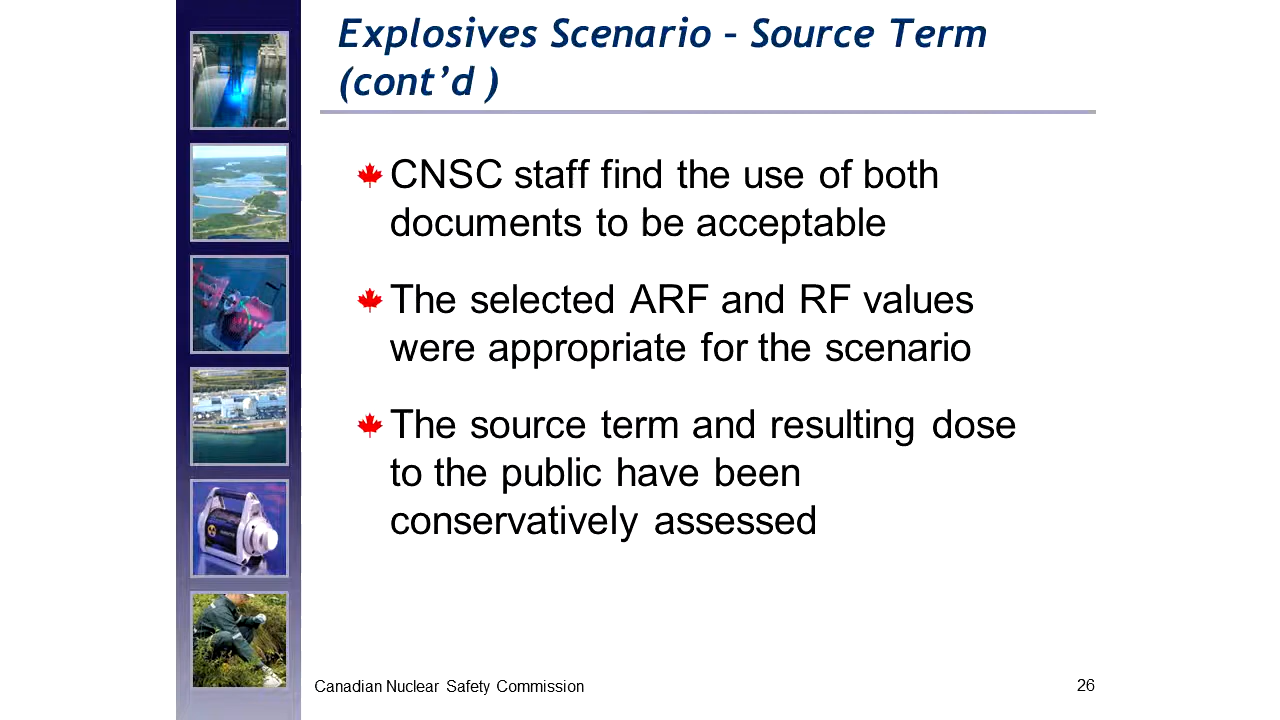 Explosives Scenario – Source Term
(cont’d )
CNSC staff find the use of both
documents to be acceptable
The selected ARF and RF values
were appropriate for the scenario
The source term and resulting dose
to the public have been
conservatively assessed
Canadian Nuclear Safety Commission
26